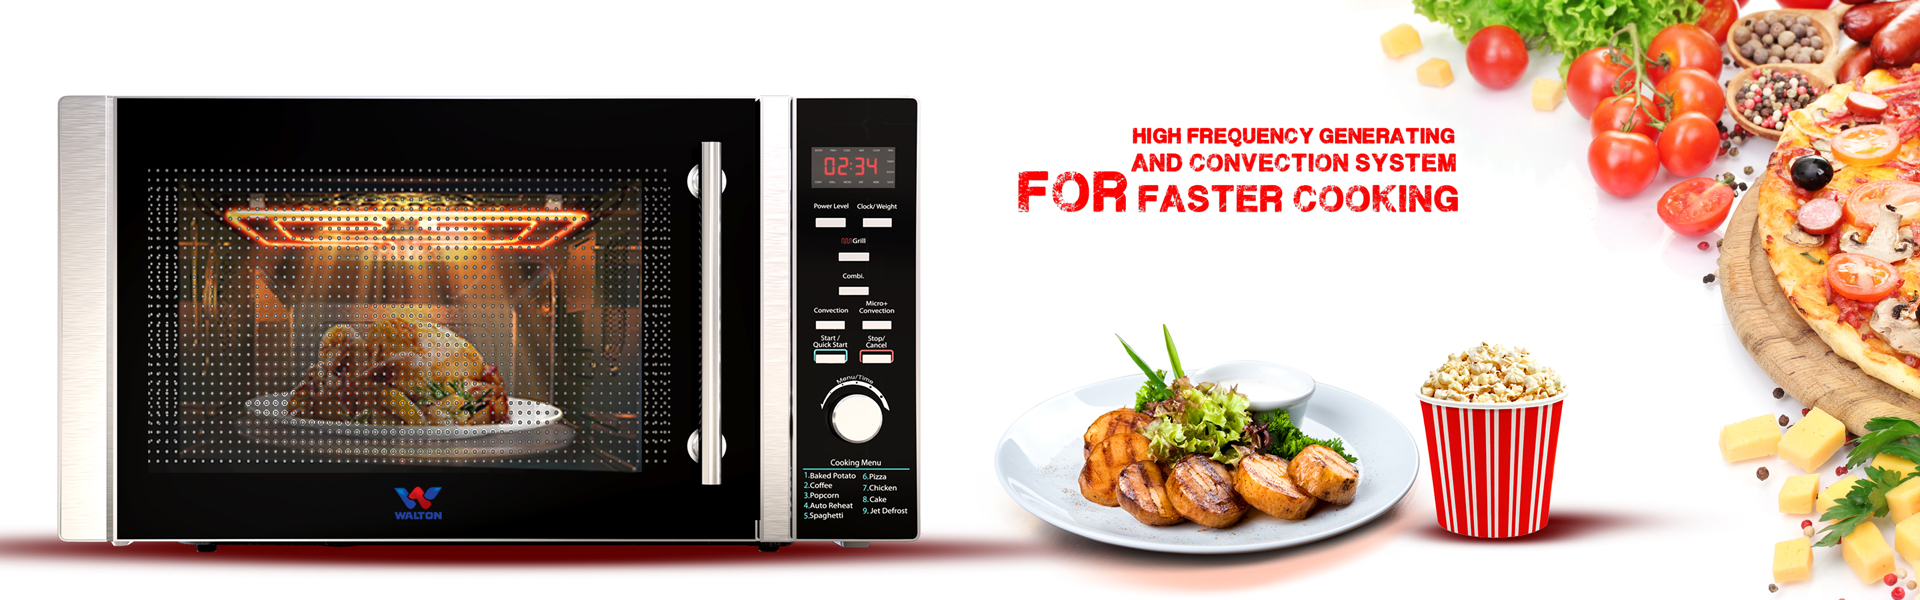 02:34
Power Level
Clock/Weight
Grill
Combi.
Convection
Micro+
Convection
Start /
Quick Start
Stop/
Cancel
Menu/Time
Cooking Menu
1.Baked Potato
2.Coffee
3.Popcorn
4.Auto Reheat
5.Spaghetti
6.Pizza
7.Chicken
8.Cake
9.Jet Defrost
WALTON
HIGH FREQUENCY GENERATING
AND CONVECTION SYSTEM
FOR FASTER COOKING